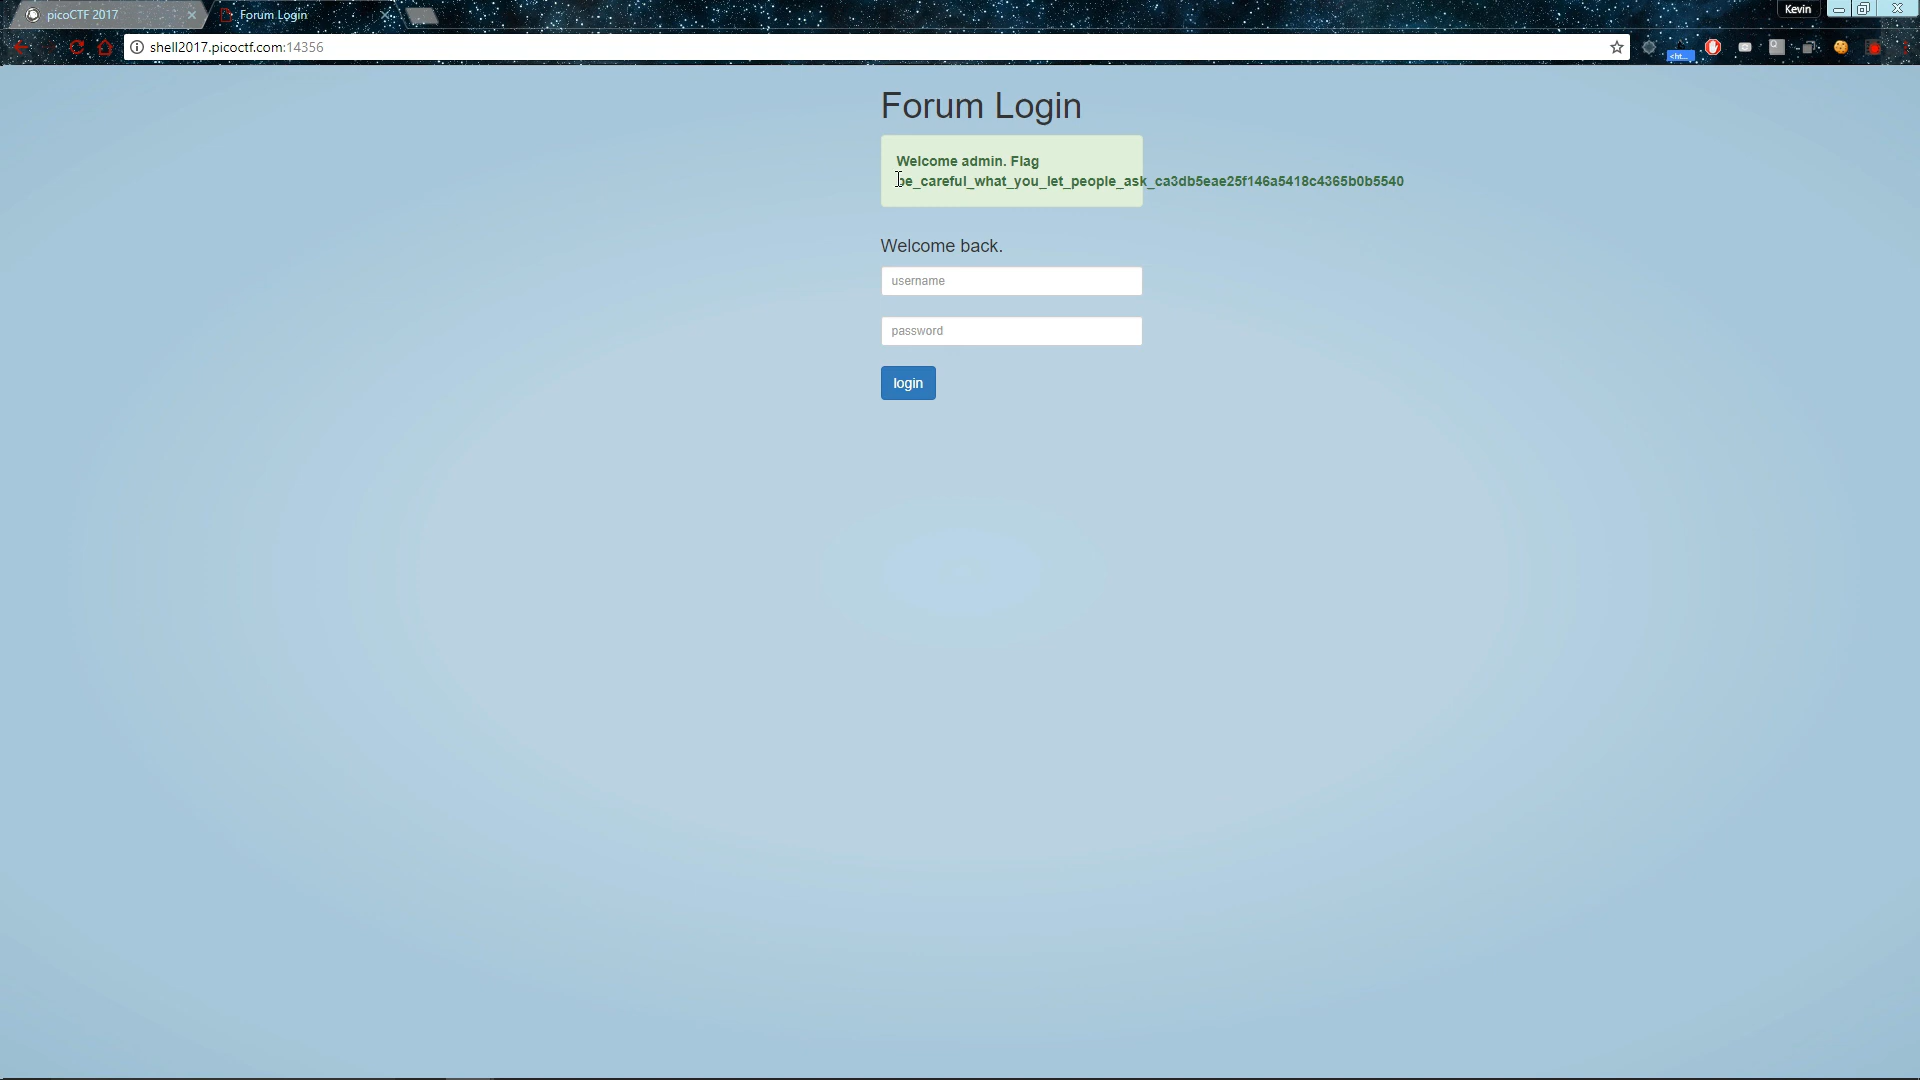 picoCTF 2017
Forum Login
Kevin
shell2017.picoctf.com:14356
Forum Login
Welcome admin. Flag
be_careful_what_you_let_people_ask_ca3db5eae25f146a5418c4365b0b5540
Welcome back.
username
password
login